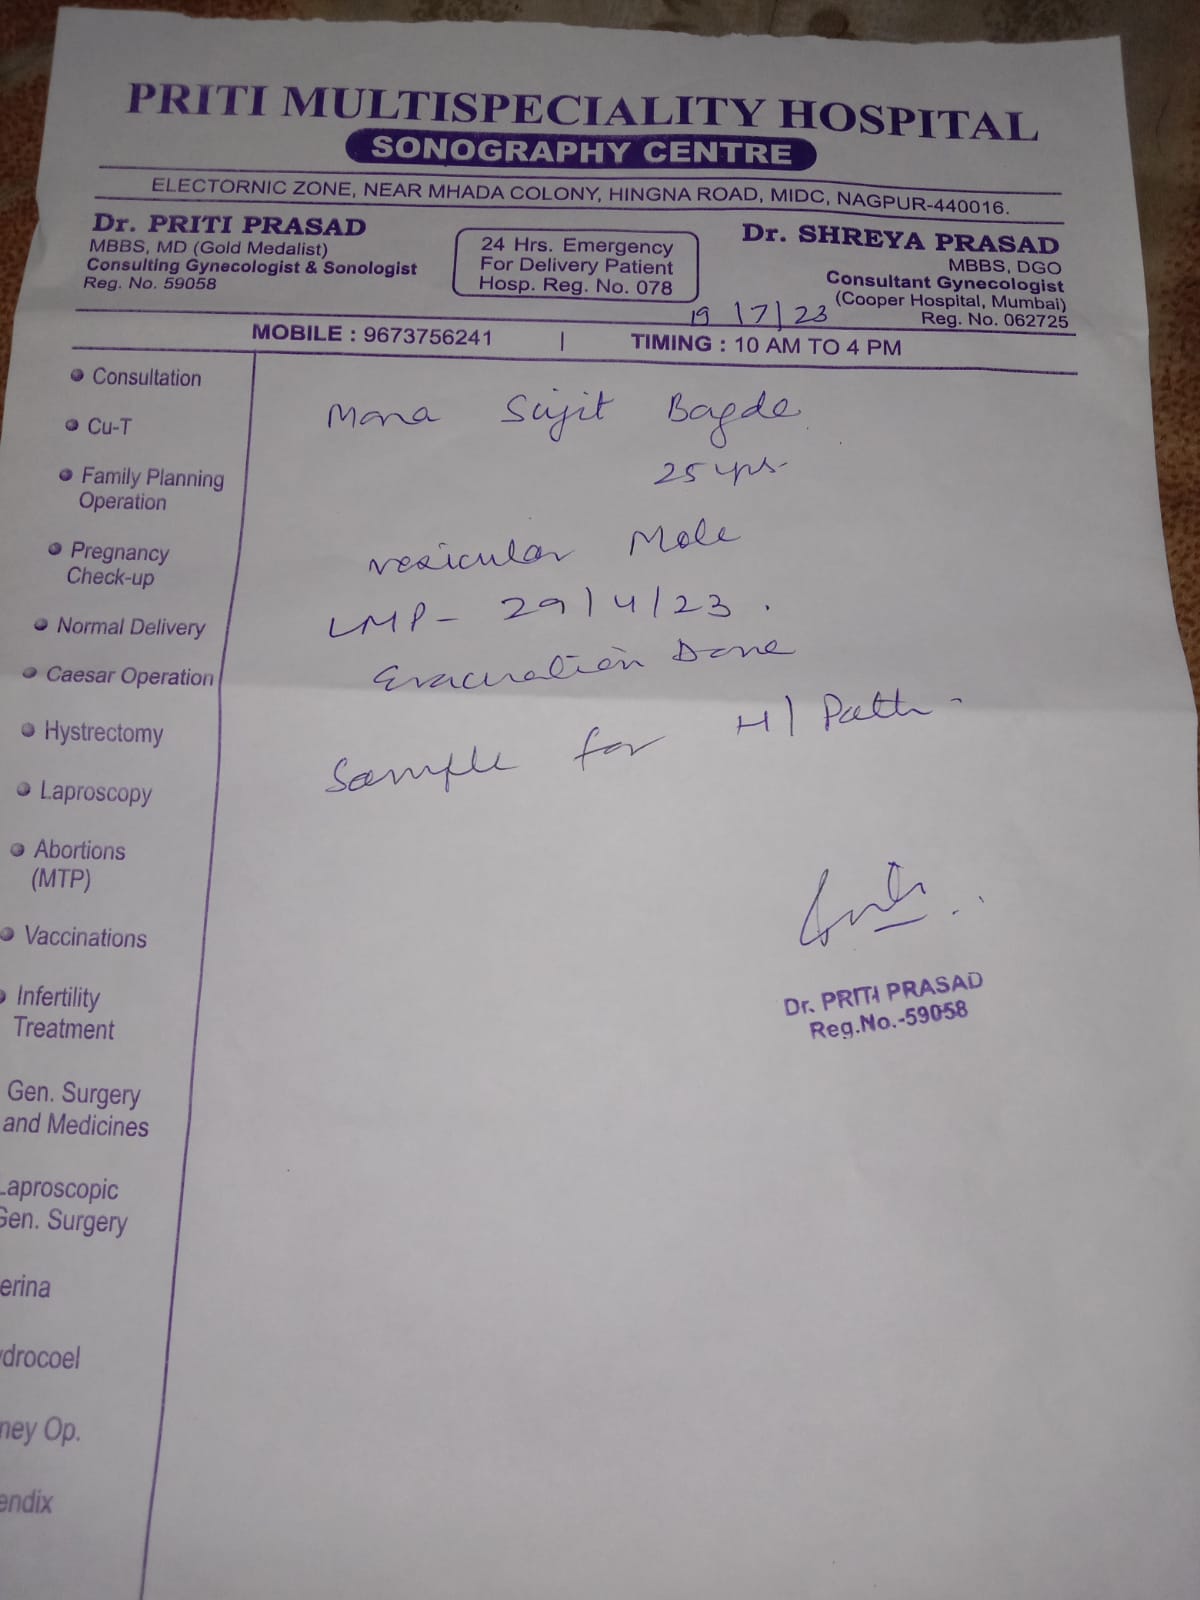 PRITI MULTISPECIALITY HOSPITAL
SONOGRAPHY CENTRE
ELECTORNIC ZONE, NEAR MHADA COLONY, HINGNA ROAD, MIDC, NAGPUR-440016.
Dr. PRITI PRASAD
MBBS, MD (Gold Medalist)
Consulting Gynecologist & Sonologist
Reg. No. 59058
24 Hrs. Emergency
For Delivery Patient
Hosp. Reg. No. 078
Dr. SHREYA PRASAD
MBBS, DGO
Consultant Gynecologist
(Cooper Hospital, Mumbai)
Reg. No. 062725
19/7/23
MOBILE : 9673756241 | TIMING : 10 AM TO 4 PM
Consultation
Cu-T
Family Planning
Operation
Pregnancy
Check-up
Normal Delivery
Caesar Operation
Hystrectomy
Laproscopy
Abortions
(MTP)
Vaccinations
Infertility
Treatment
Gen. Surgery
and Medicines
Laproscopic
Gen. Surgery
erina
ydrocoel
ney Op.
endix
Mona Sujit Bagde
25 yrs.
vesicular Mole
LMP - 29/4/23.
Evacuation Done
Sample for H/Path -
Dr. PRITI PRASAD
Reg.No.-59058